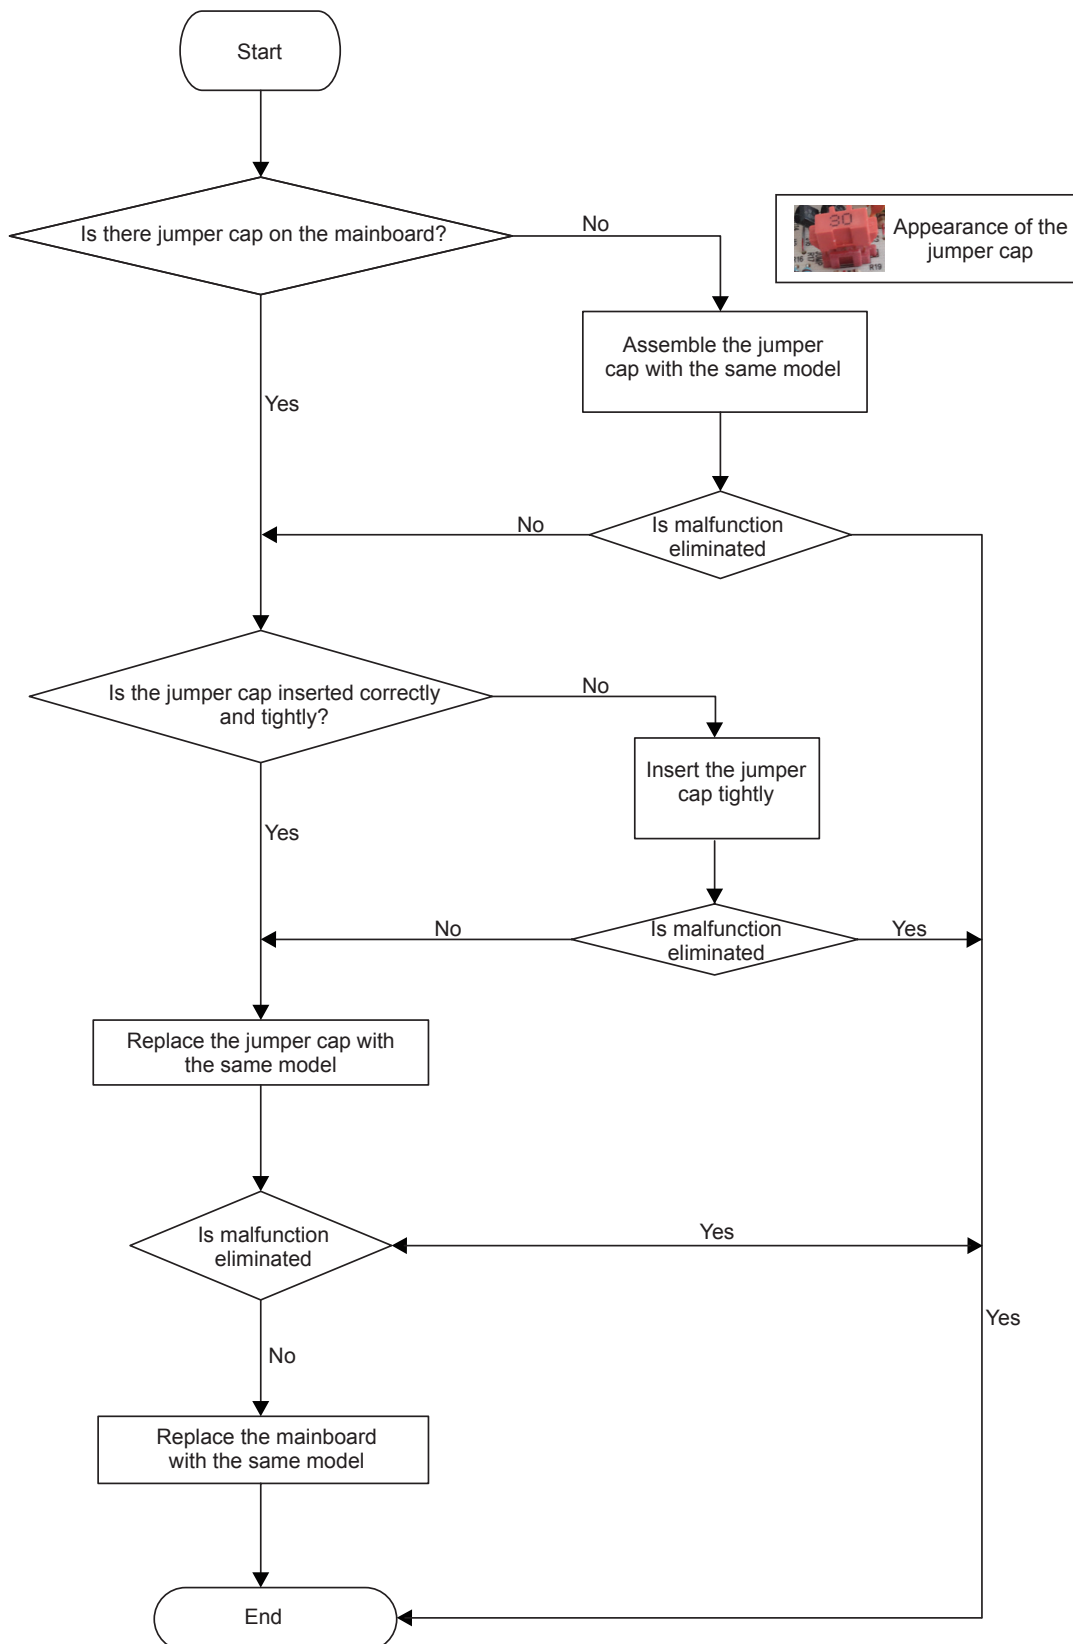 Start
Is there jumper cap on the mainboard?
No
30
R19
Appearance of the
jumper cap
Assemble the jumper
cap with the same model
Yes
No
Is malfunction
eliminated
Is the jumper cap inserted correctly
and tightly?
No
Insert the jumper
cap tightly
Yes
No
Is malfunction
eliminated
Yes
Replace the jumper cap with
the same model
Is malfunction
eliminated
Yes
Yes
No
Replace the mainboard
with the same model
End